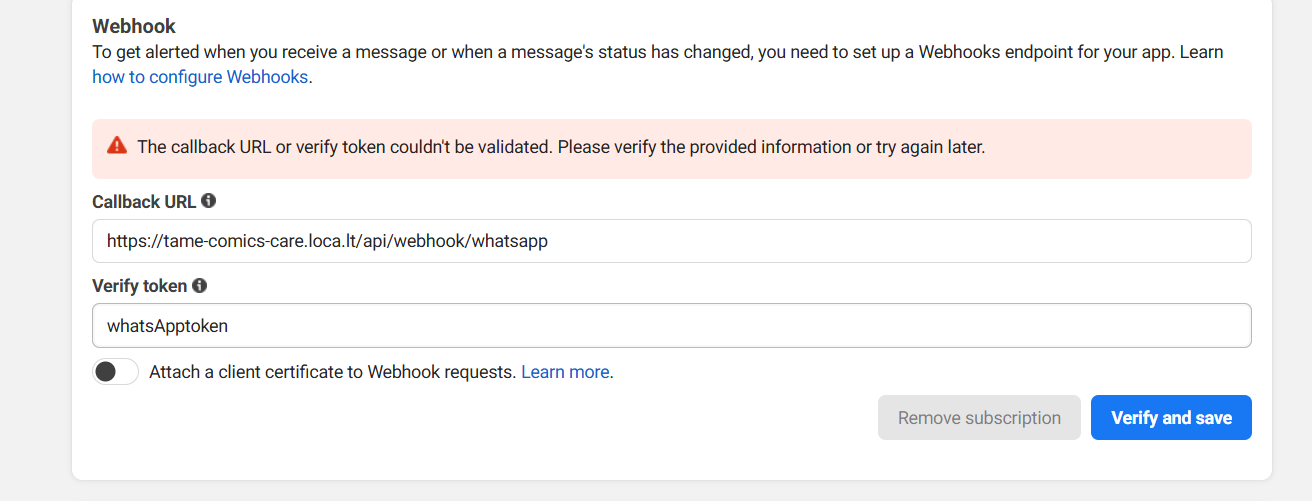 Webhook
To get alerted when you receive a message or when a message's status has changed, you need to set up a Webhooks endpoint for your app. Learn
how to configure Webhooks.
The callback URL or verify token couldn't be validated. Please verify the provided information or try again later.
Callback URL
https://tame-comics-care.loca.lt/api/webhook/whatsapp
Verify token
whatsApptoken
Attach a client certificate to Webhook requests. Learn more.
Remove subscription
Verify and save